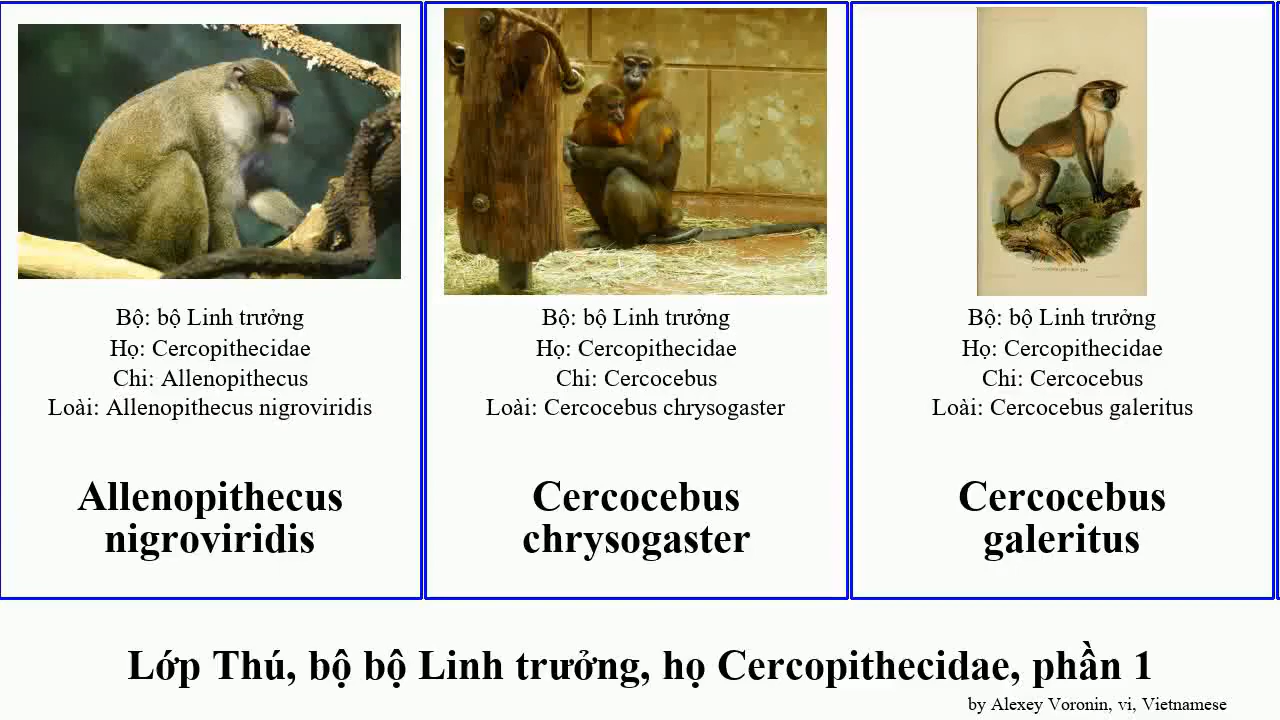 Bộ: bộ Linh trưởng
Họ: Cercopithecidae
Chi: Allenopithecus
Loài: Allenopithecus nigroviridis
Allenopithecus
nigroviridis
Bộ: bộ Linh trưởng
Họ: Cercopithecidae
Chi: Cercocebus
Loài: Cercocebus chrysogaster
Cercocebus
chrysogaster
Bộ: bộ Linh trưởng
Họ: Cercopithecidae
Chi: Cercocebus
Loài: Cercocebus galeritus
Cercocebus
galeritus
Lớp Thú, bộ bộ Linh trưởng, họ Cercopithecidae, phần 1
by Alexey Voronin, vi, Vietnamese